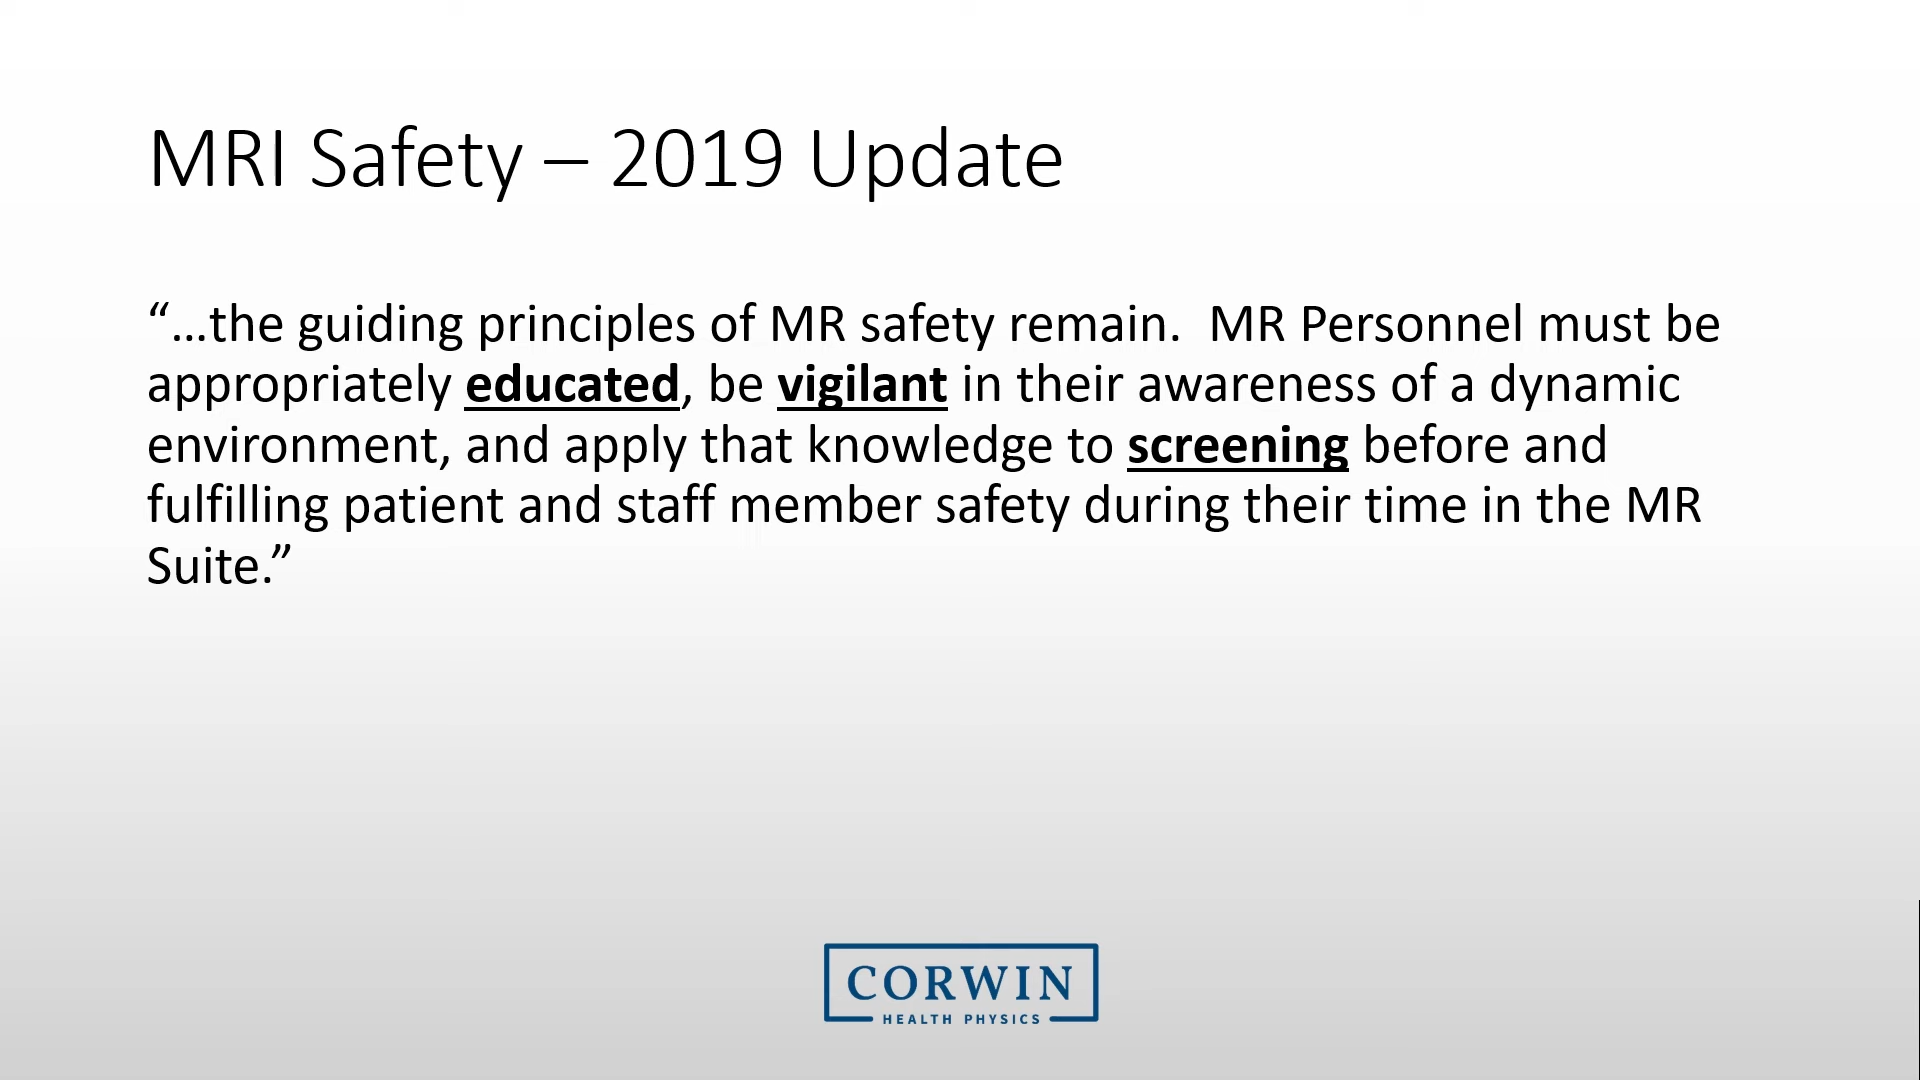 MRI Safety – 2019 Update
“…the guiding principles of MR safety remain.  MR Personnel must be
appropriately educated, be vigilant in their awareness of a dynamic
environment, and apply that knowledge to screening before and
fulfilling patient and staff member safety during their time in the MR
Suite.”
CORWIN
HEALTH PHYSICS